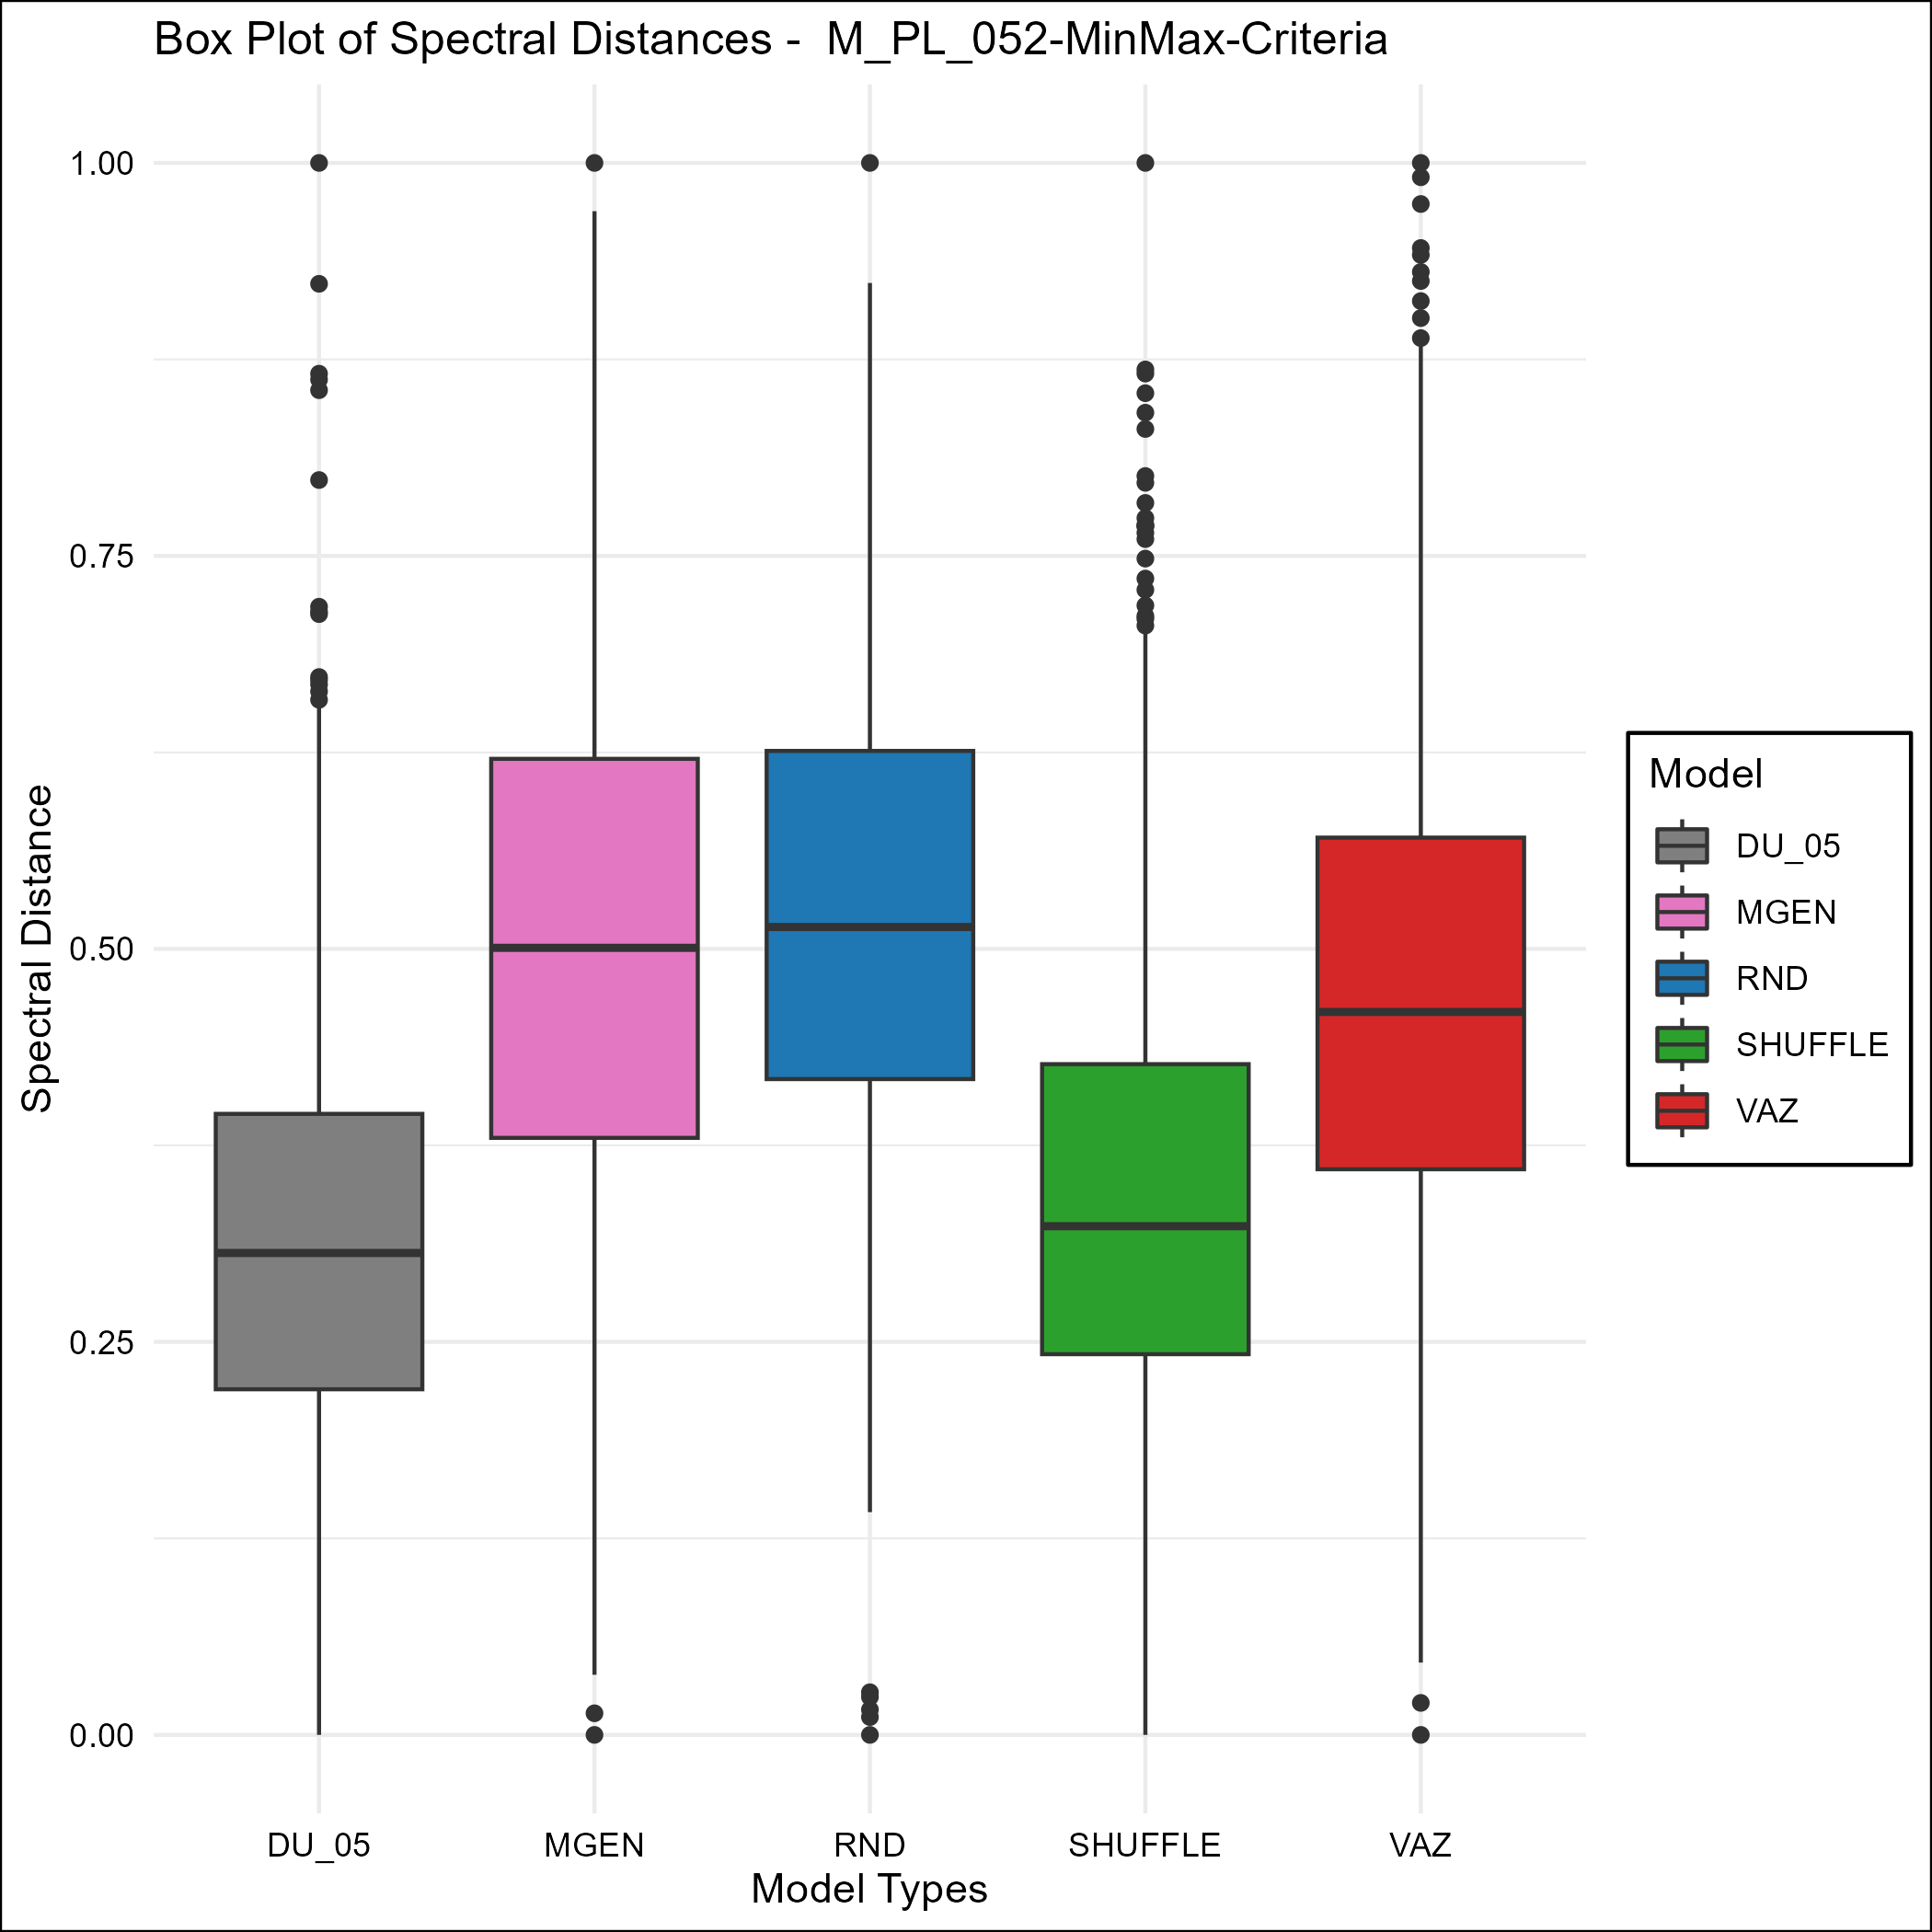 Box Plot of Spectral Distances -  M_PL_052-MinMax-Criteria
1.00
0.75
0.50
0.25
0.00
Spectral Distance
DU_05 MGEN RND SHUFFLE VAZ
Model Types
Model
DU_05
MGEN
RND
SHUFFLE
VAZ